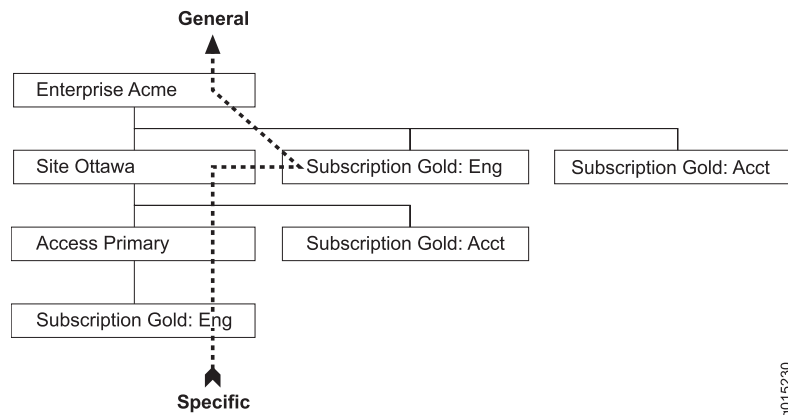 General
Enterprise Acme
Site Ottawa
Subscription Gold: Eng
Subscription Gold: Acct
Access Primary
Subscription Gold: Acct
Subscription Gold: Eng
Specific
g015230